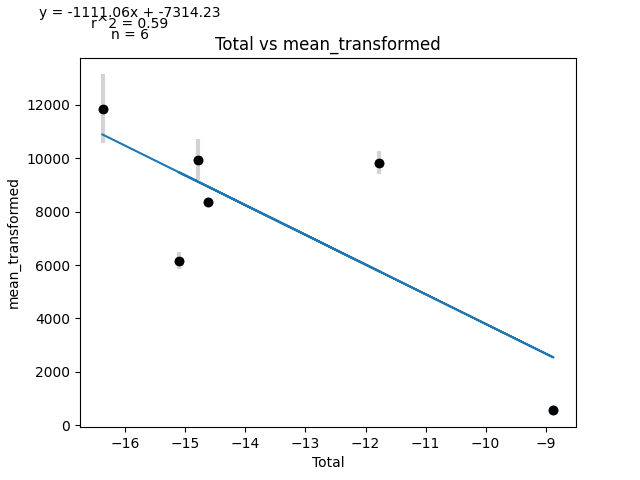 y = -1111.06x + -7314.23
r^2 = 0.59
n = 6
Total vs mean_transformed
12000
10000
8000
6000
4000
2000
0
mean_transformed
−16 −15 −14 −13 −12 −11 −10 −9
Total